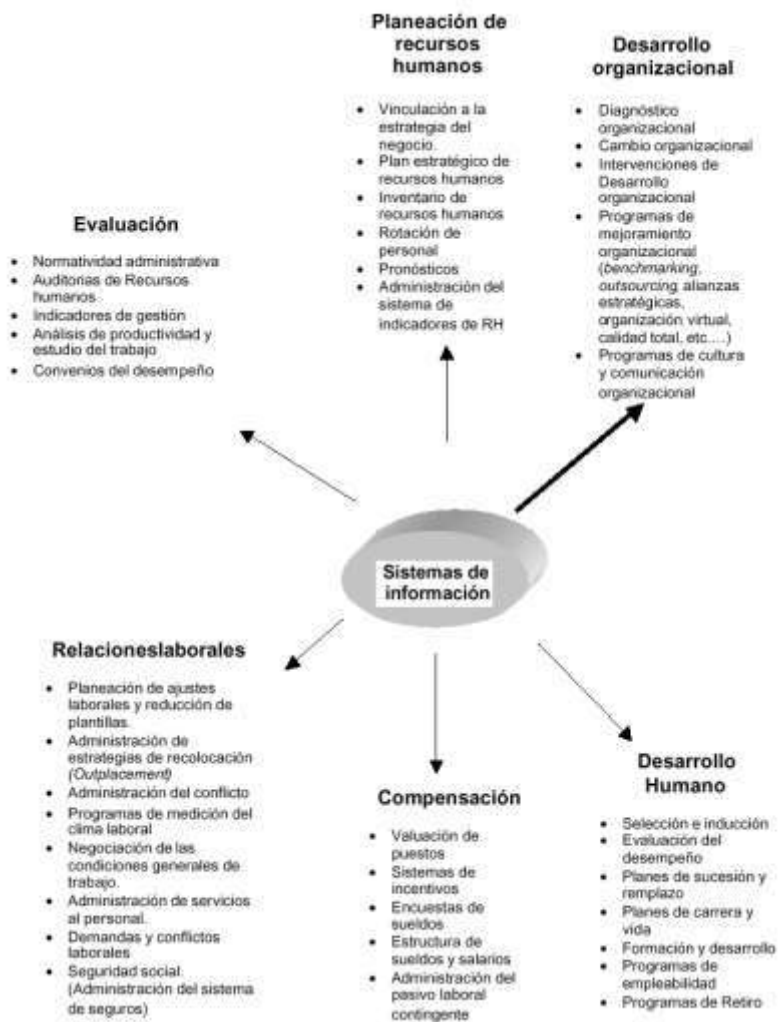 Planeación de
recursos
humanos
• Vinculación a la
estrategia del
negocio.
• Plan estratégico de
recursos humanos
• Inventario de
recursos humanos
• Rotación de
personal
• Pronósticos
• Administración del
sistema de
indicadores de RH
Desarrollo
organizacional
• Diagnóstico
organizacional
• Cambio organizacional
• Intervenciones de
Desarrollo
organizacional
• Programas de
mejoramiento
organizacional
(benchmarking,
outsourcing, alianzas
estratégicas,
organización virtual,
calidad total, etc....)
• Programas de cultura
y comunicación
organizacional
Evaluación
• Normatividad administrativa
• Auditorias de Recursos
humanos
• Indicadores de gestión
• Análisis de productividad y
estudio del trabajo
• Convenios del desempeño
Sistemas de
información
Relacioneslaborales
• Planeación de ajustes
laborales y reducción de
plantillas.
• Administración de
estrategias de recolocación
(Outplacement)
• Administración del conflicto
• Programas de medición del
clima laboral
• Negociación de las
condiciones generales de
trabajo.
• Administración de servicios
al personal.
• Demandas y conflictos
laborales
• Seguridad social.
(Administración del sistema
de seguros)
Compensación
• Valuación de
puestos
• Sistemas de
incentivos
• Encuestas de
sueldos
• Estructura de
sueldos y salarios
• Administración del
pasivo laboral
contingente
Desarrollo
Humano
• Selección e inducción
• Evaluación del
desempeño
• Planes de sucesión y
remplazo
• Planes de carrera y
vida
• Formación y desarrollo
• Programas de
empleabilidad
• Programas de Retiro